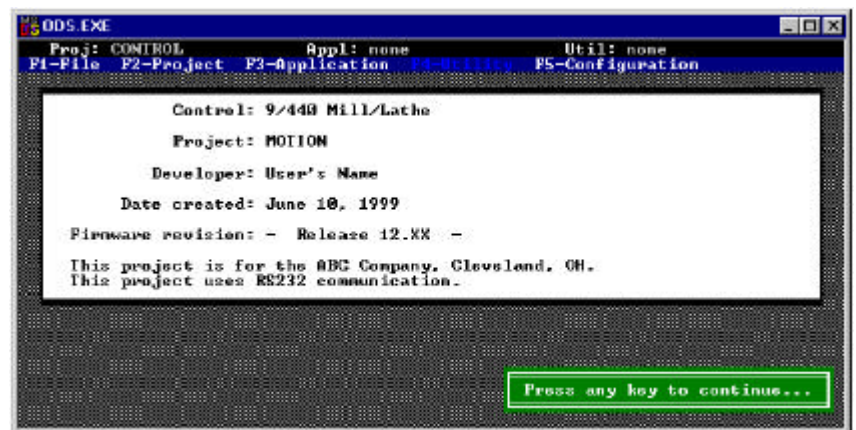 ODS.EXE
Proj: CONTROL Appl: none Util: none
F1-File F2-Project F3-Application F4-Utility F5-Configuration
Control: 9/440 Mill/Lathe
Project: MOTION
Developer: User's Name
Date created: June 10, 1999
Firmware revision: - Release 12.XX -
This project is for the ABC Company, Cleveland, OH.
This project uses RS232 communication.
Press any key to continue...